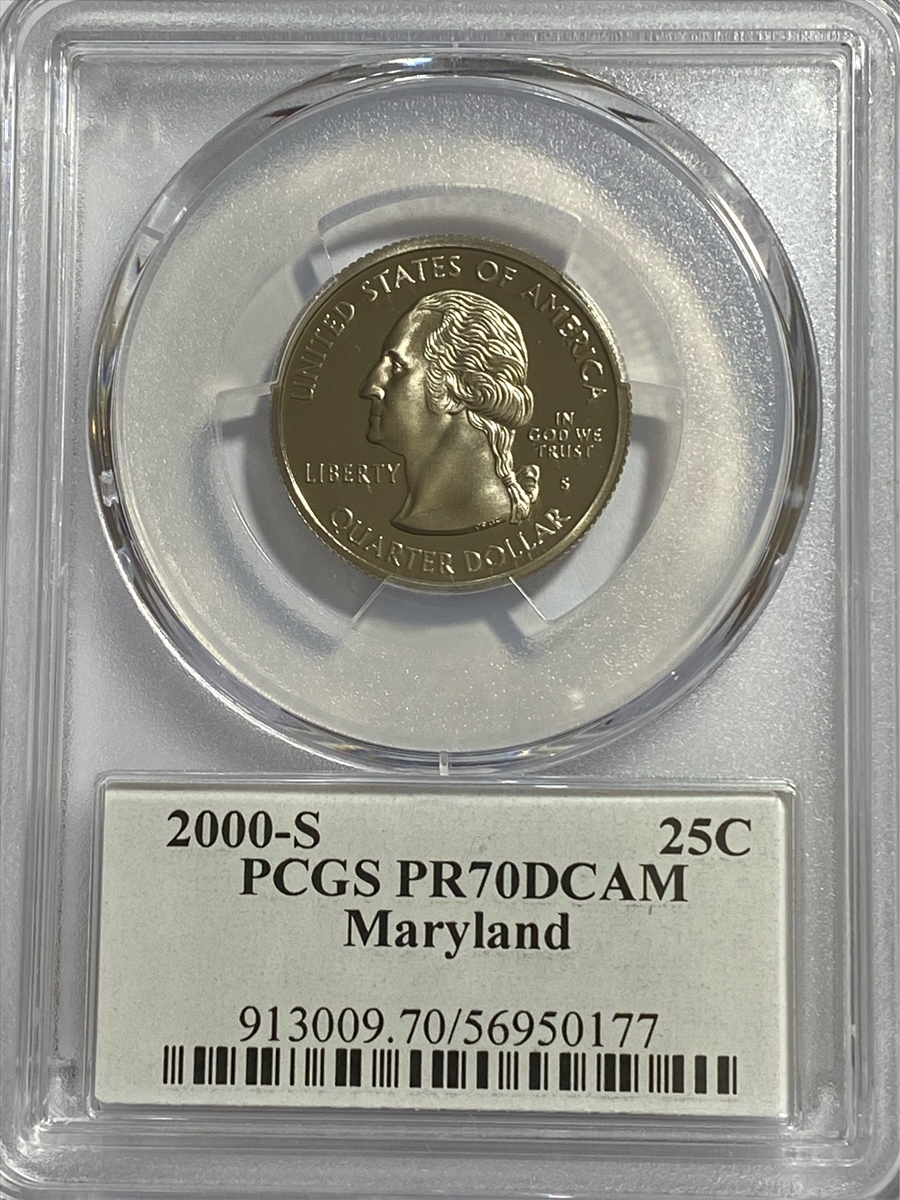 UNITED STATES OF AMERICA
IN
GOD WE
TRUST
LIBERTY
S
QUARTER DOLLAR
2000-S 25C
PCGS PR70DCAM
Maryland
913009.70/56950177